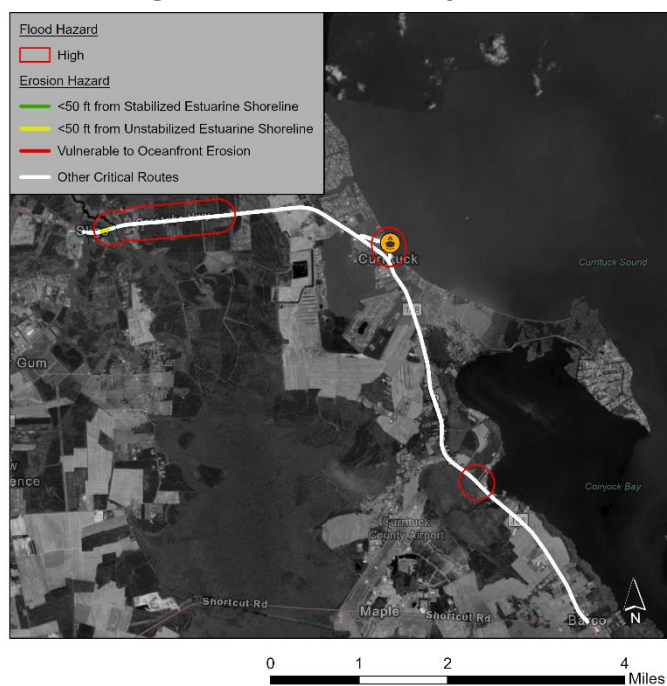 Flood Hazard
High
Erosion Hazard
<50 ft from Stabilized Estuarine Shoreline
<50 ft from Unstabilized Estuarine Shoreline
Vulnerable to Oceanfront Erosion
Other Critical Routes
Currituck
Currituck Sound
Gum
Coinjock Bay
Currituck
County Airport
Shortcut Rd
Maple
Shortcut Rd
Barco
N
0 1 2 4
Miles